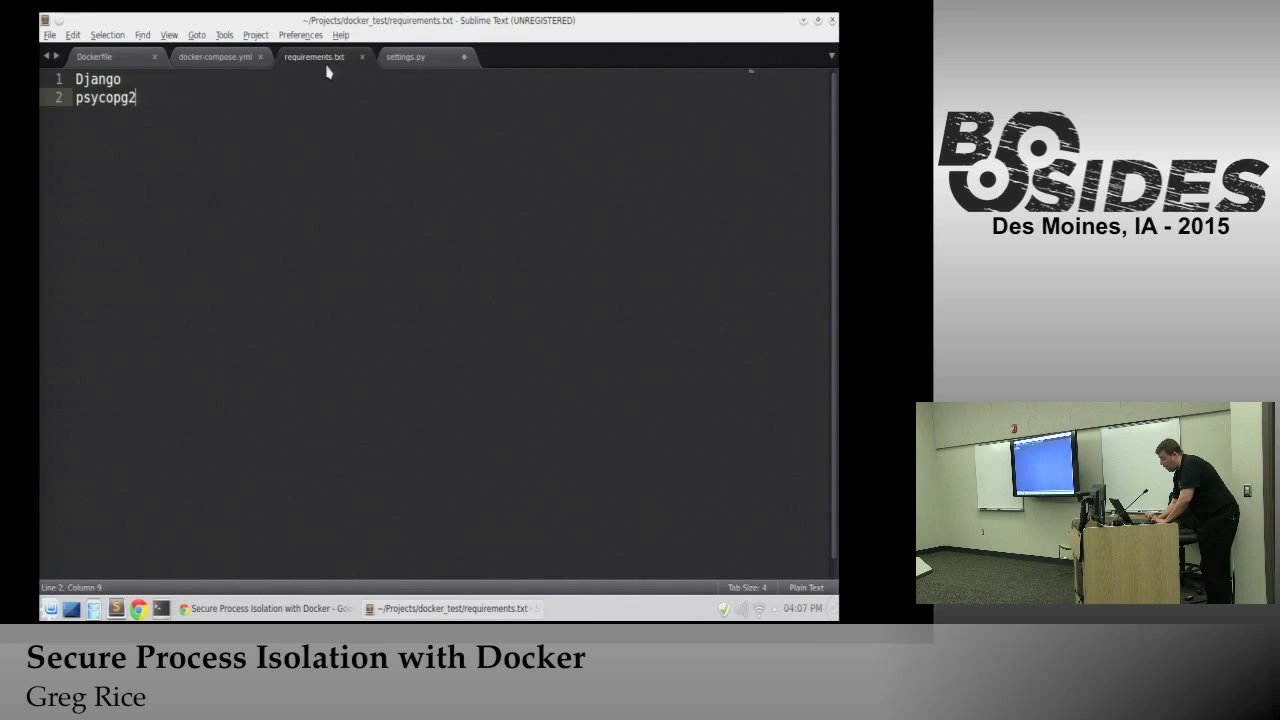 ~/Projects/docker_test/requirements.txt - Sublime Text (UNREGISTERED)
File Edit Selection Find View Goto Tools Project Preferences Help
Dockerfile docker-compose.yml requirements.txt settings.py
1 Django
2 psycopg2
Line 2, Column 9 Tab Size: 4 Plain Text
Secure Process Isolation with Docker - Go ~/Projects/docker_test/requirements.txt - 04:07 PM
BSIDES
Des Moines, IA - 2015
Secure Process Isolation with Docker
Greg Rice